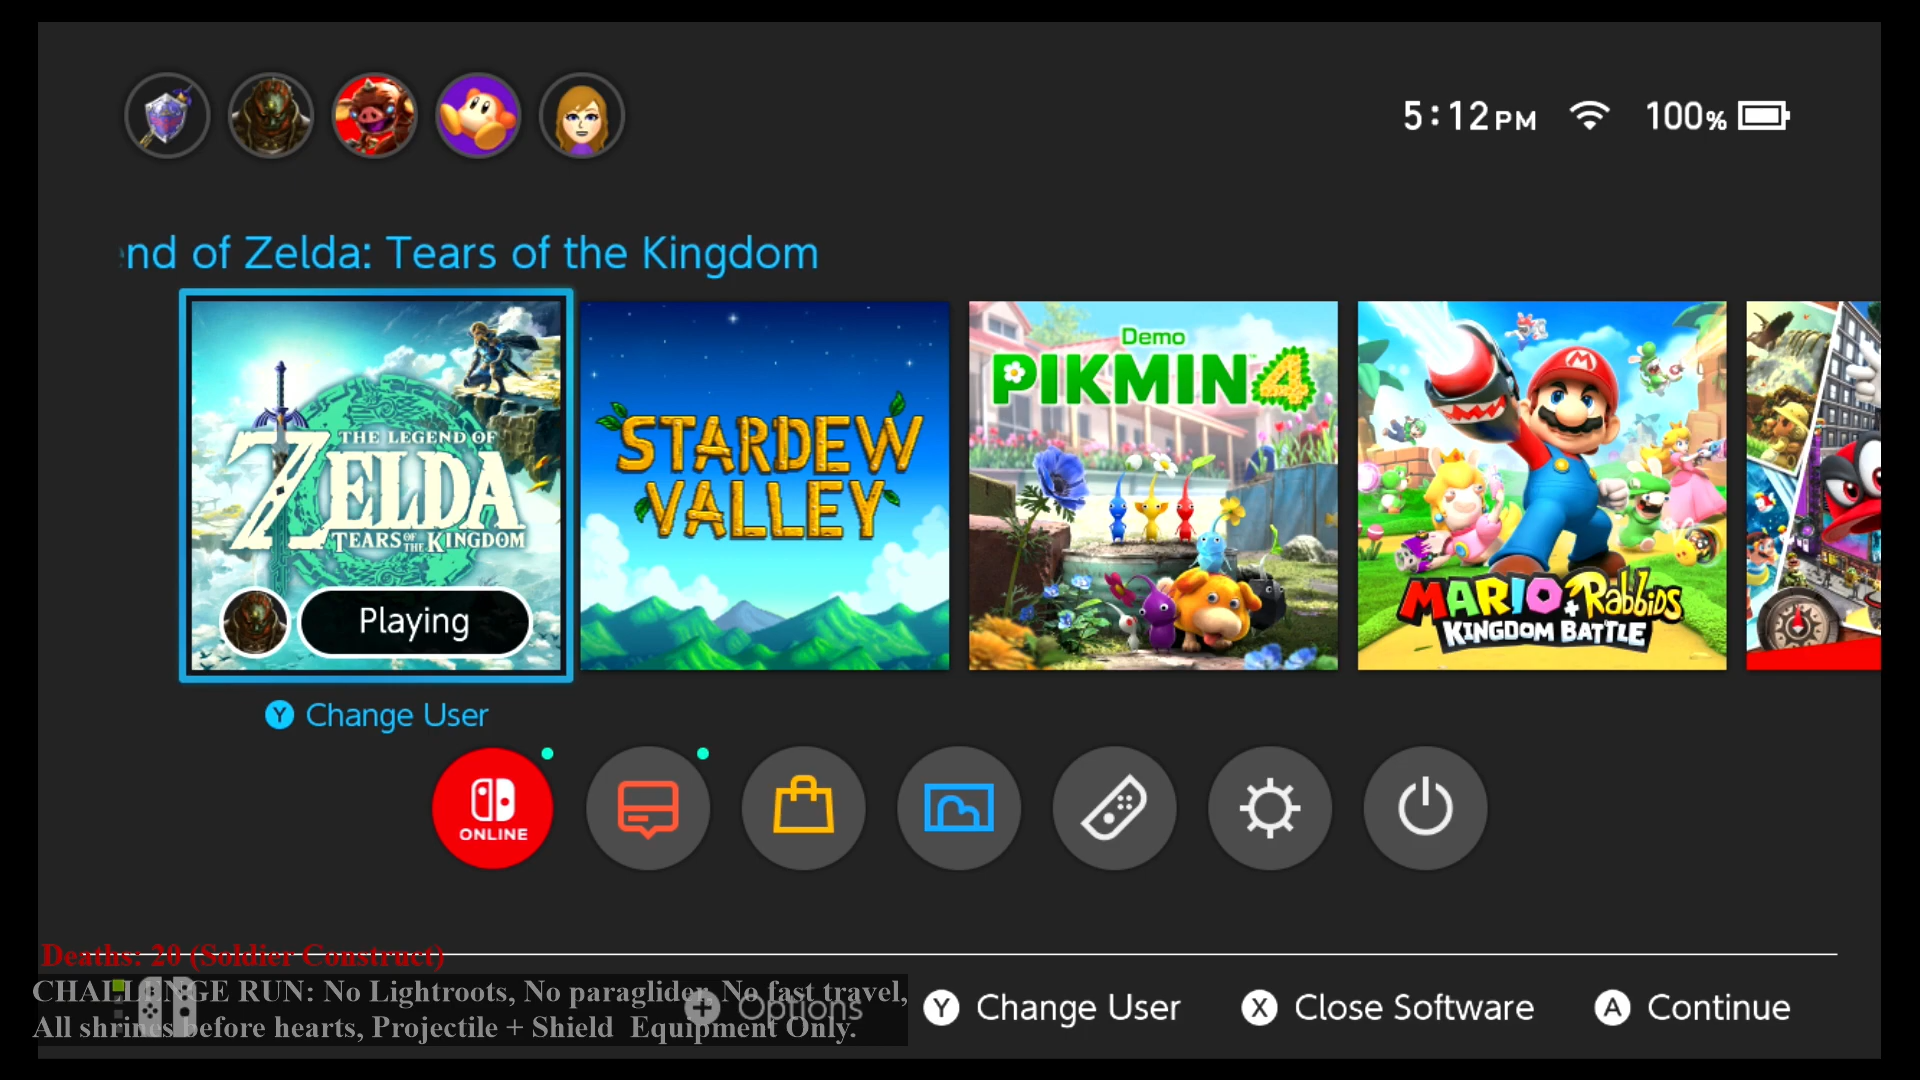 5:12 PM 100%
nd of Zelda: Tears of the Kingdom
THE LEGEND OF
ZELDA
TEARS OF THE KINGDOM
Playing
STARDEW
VALLEY
Demo
PIKMIN 4
MARIO + Rabbids
KINGDOM BATTLE
Y Change User
ONLINE
Deaths: 20 (Soldier Construct)
CHALLENGE RUN: No Lightroots, No paraglider, No fast travel,
All shrines before hearts, Projectile + Shield Equipment Only.
+ Options Y Change User X Close Software A Continue